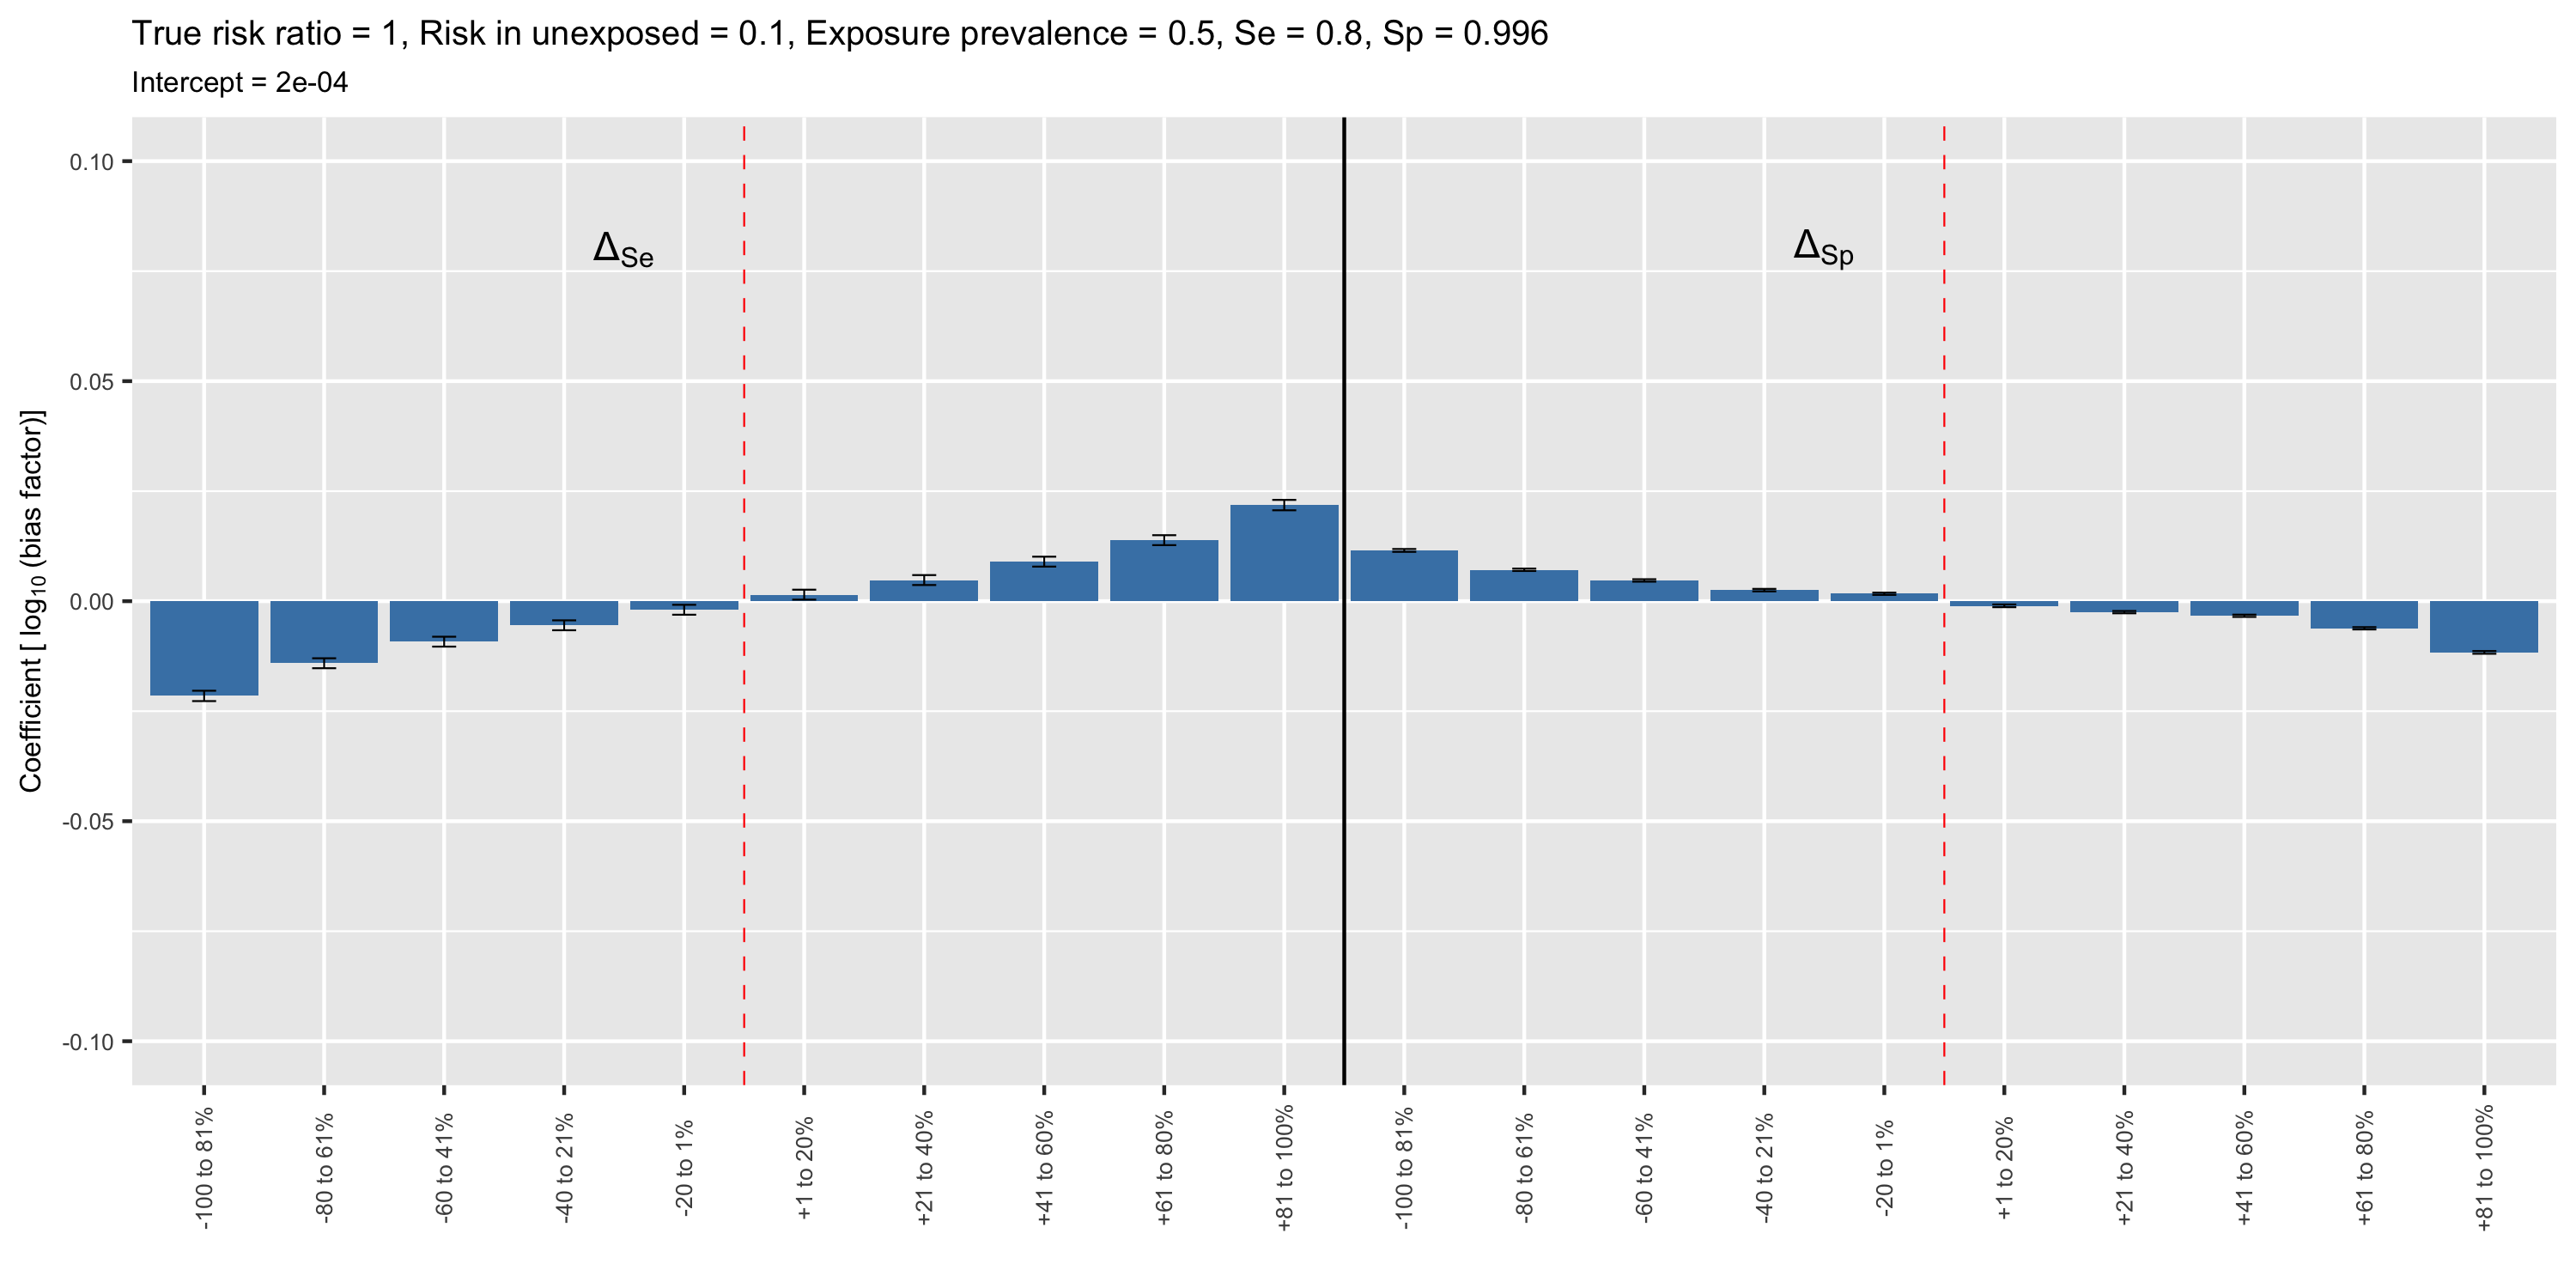 True risk ratio = 1, Risk in unexposed = 0.1, Exposure prevalence = 0.5, Se = 0.8, Sp = 0.996
Intercept = 2e-04
Coefficient [ log10 (bias factor)]
0.10
0.05
0.00
-0.05
-0.10
ΔSe
ΔSp
-100 to 81%
-80 to 61%
-60 to 41%
-40 to 21%
-20 to 1%
+1 to 20%
+21 to 40%
+41 to 60%
+61 to 80%
+81 to 100%
-100 to 81%
-80 to 61%
-60 to 41%
-40 to 21%
-20 to 1%
+1 to 20%
+21 to 40%
+41 to 60%
+61 to 80%
+81 to 100%